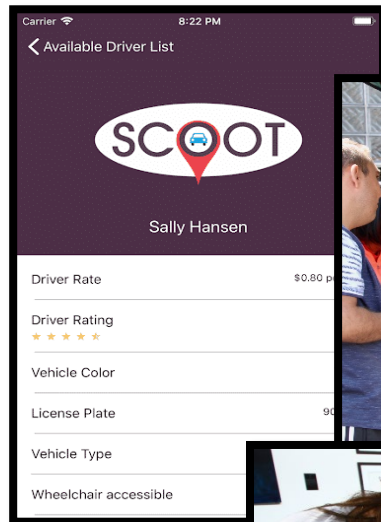 Carrier 8:22 PM
Available Driver List
SCOOT
Sally Hansen
Driver Rate $0.80
Driver Rating
Vehicle Color
License Plate
Vehicle Type
Wheelchair accessible